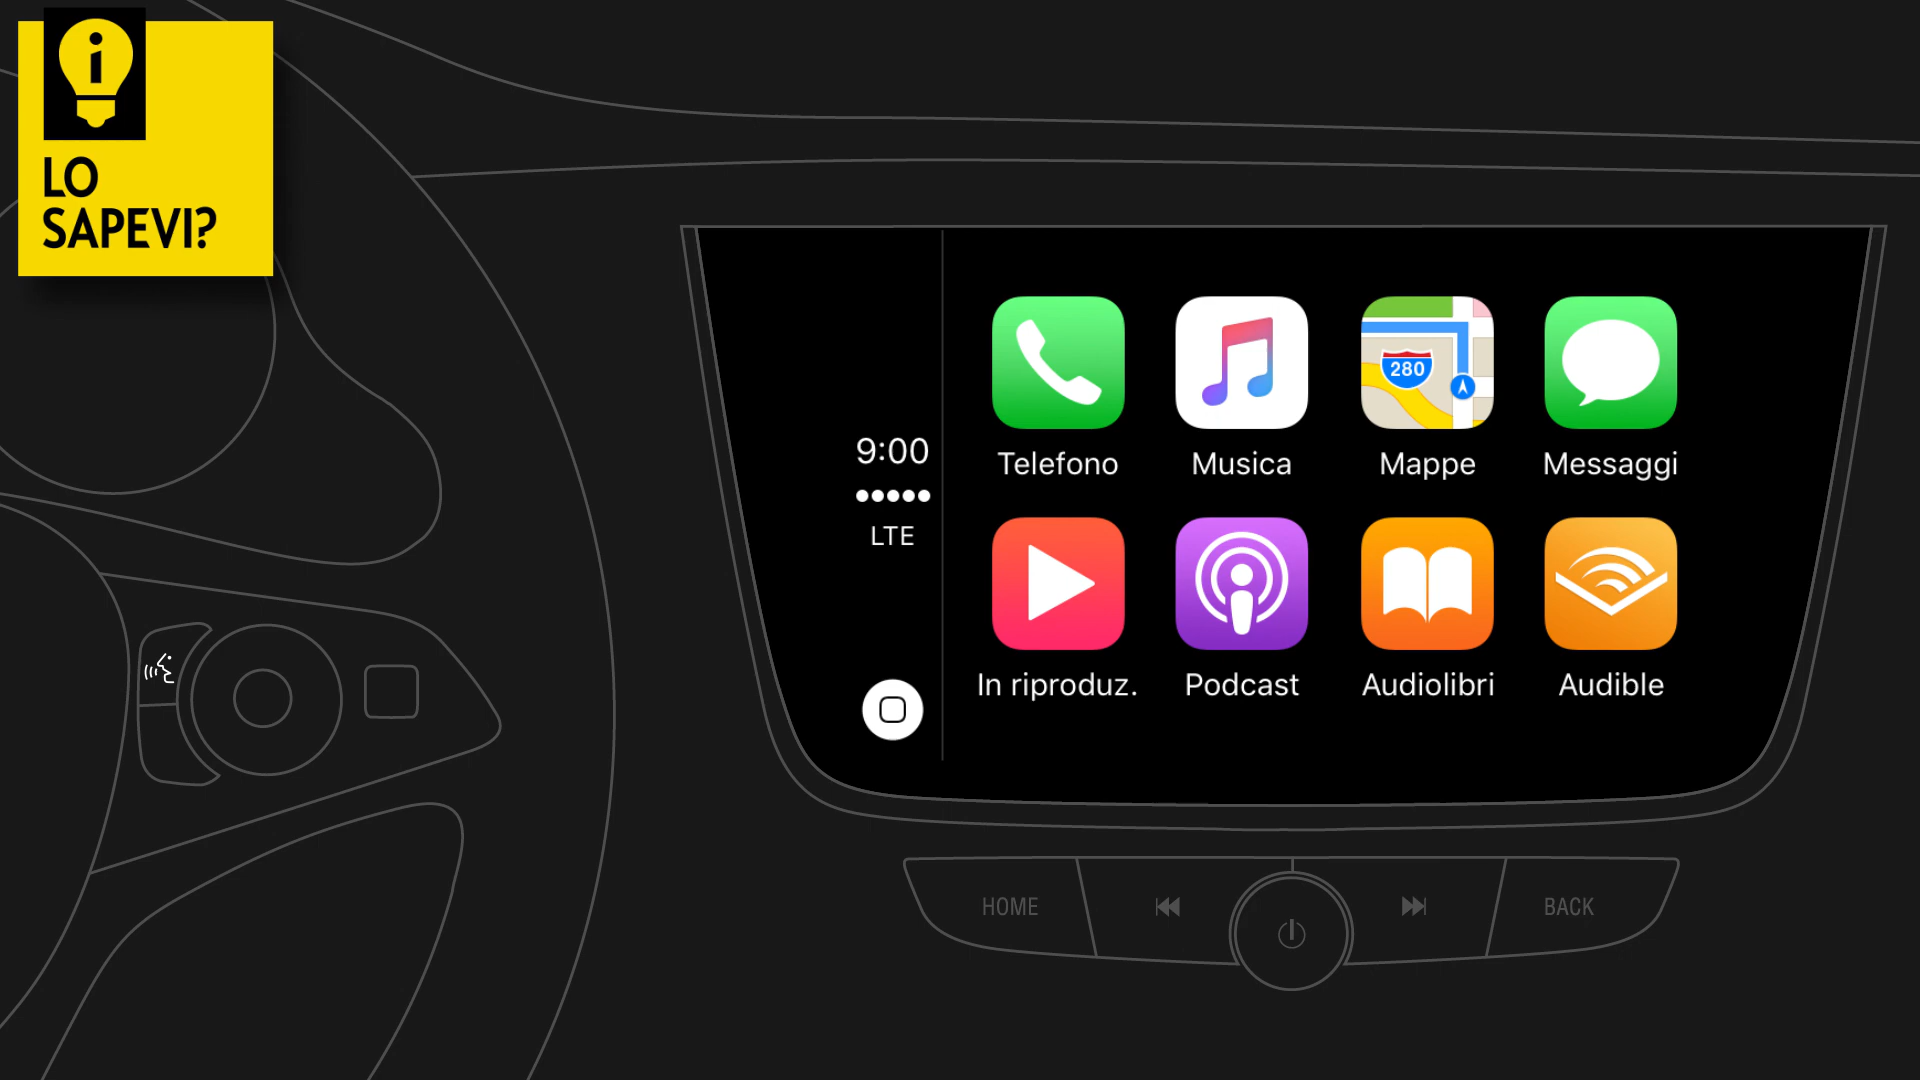 i
LO
SAPEVI?
9:00
LTE
280
Telefono
Musica
Mappe
Messaggi
In riproduz.
Podcast
Audiolibri
Audible
HOME
BACK